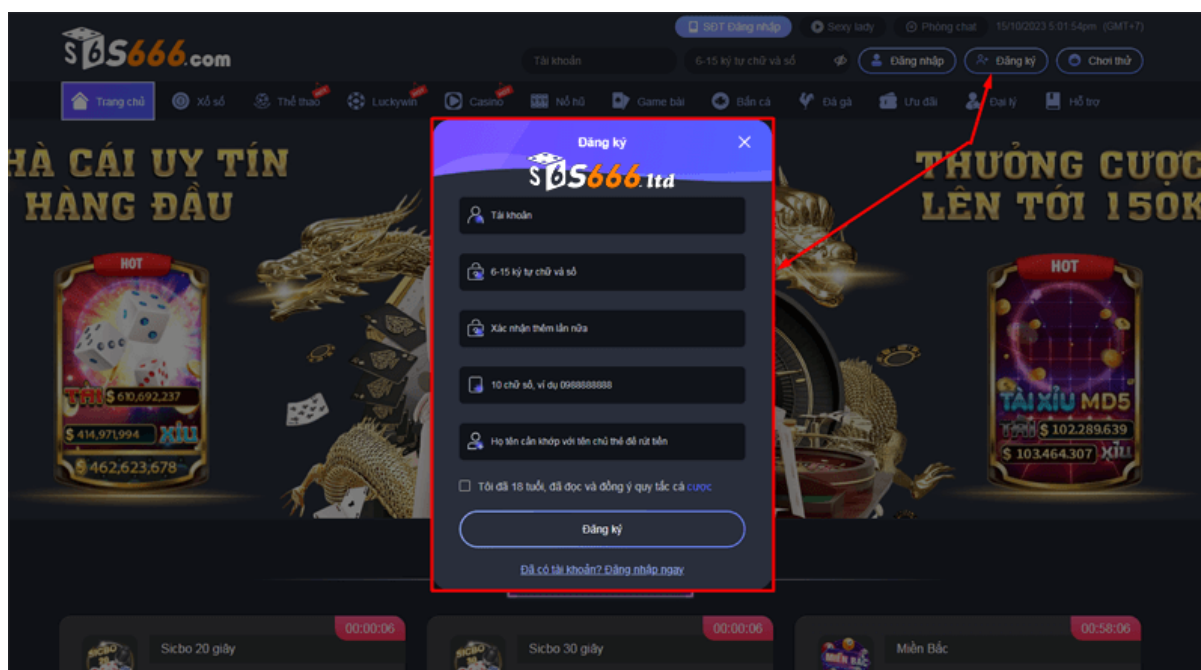 S6S666.com
SĐT Đăng nhập
Sexy lady
Phòng chat
15/10/2023 5:01:54pm (GMT+7)
Tài khoản
6-15 ký tự chữ và số
Đăng nhập
Đăng ký
Chơi thử
Trang chủ
Xổ số
Thể thao
Luckywin
Casino
Nổ hũ
Game bài
Bắn cá
Đá gà
Ưu đãi
Đại lý
Hỗ trợ
HÀ CÁI UY TÍN
HÀNG ĐẦU
THƯỞNG CƯỢC
LÊN TỚI 150K
HOT
TÀI $ 610,692,237
$ 414,971,994 XỈU
$ 462,623,678
Đăng ký
S6S666.ltd
Tài khoản
6-15 ký tự chữ và số
Xác nhận thêm lần nữa
10 chữ số, ví dụ 0988888888
Họ tên cần khớp với tên chủ thẻ để rút tiền
Tôi đã 18 tuổi, đã đọc và đồng ý quy tắc cá cược
Đăng ký
Đã có tài khoản? Đăng nhập ngay
HOT
TÀI XỈU MD5
TÀI $ 102.289.639
$ 103.464.307 XỈU
00:00:06
Sicbo 20 giây
00:00:06
Sicbo 30 giây
00:58:06
Miền Bắc
MIỀN BẮC